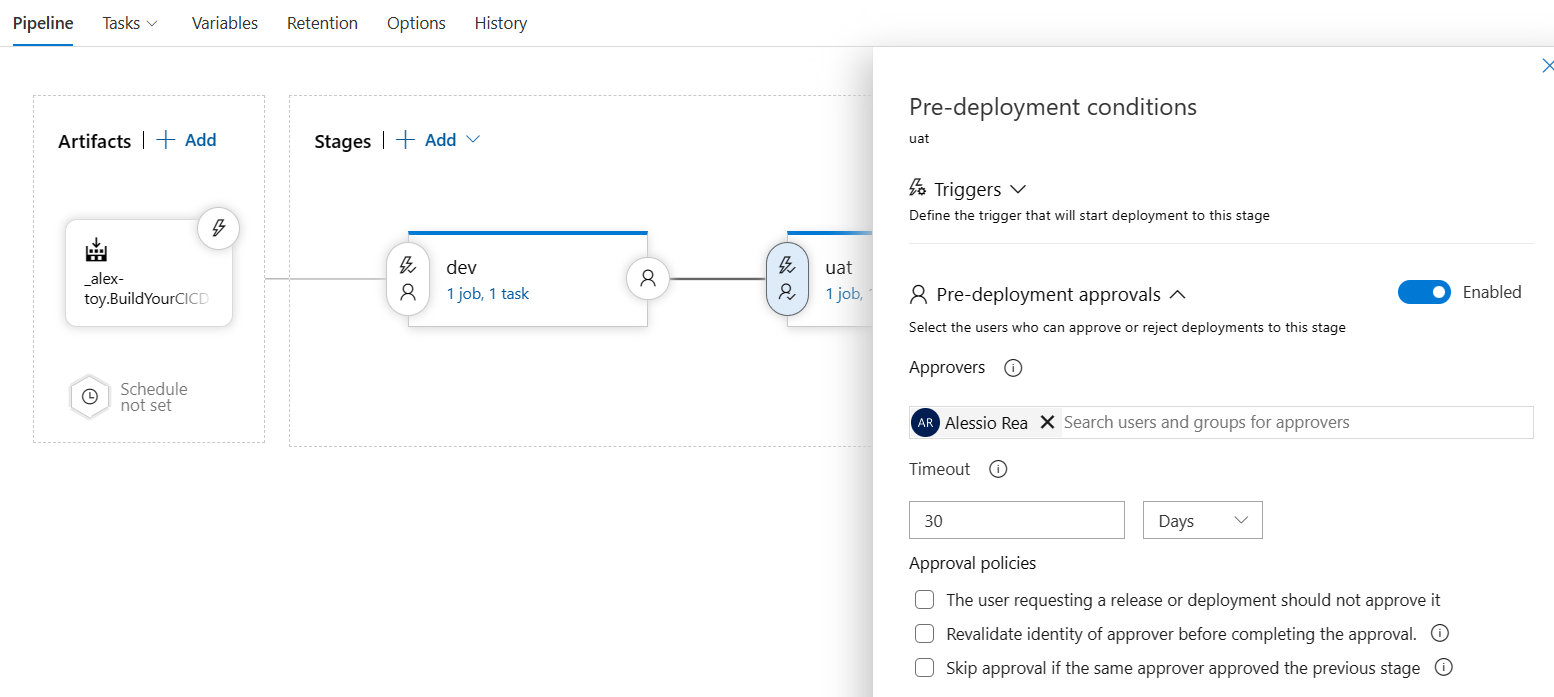 Pipeline Tasks Variables Retention Options History
Artifacts | + Add
Stages | + Add
_alex-
toy.BuildYourCICD
Schedule
not set
dev
1 job, 1 task
uat
1 job,
Pre-deployment conditions
uat
Triggers
Define the trigger that will start deployment to this stage
Pre-deployment approvals
Enabled
Select the users who can approve or reject deployments to this stage
Approvers
AR Alessio Rea Search users and groups for approvers
Timeout
30 Days
Approval policies
The user requesting a release or deployment should not approve it
Revalidate identity of approver before completing the approval.
Skip approval if the same approver approved the previous stage